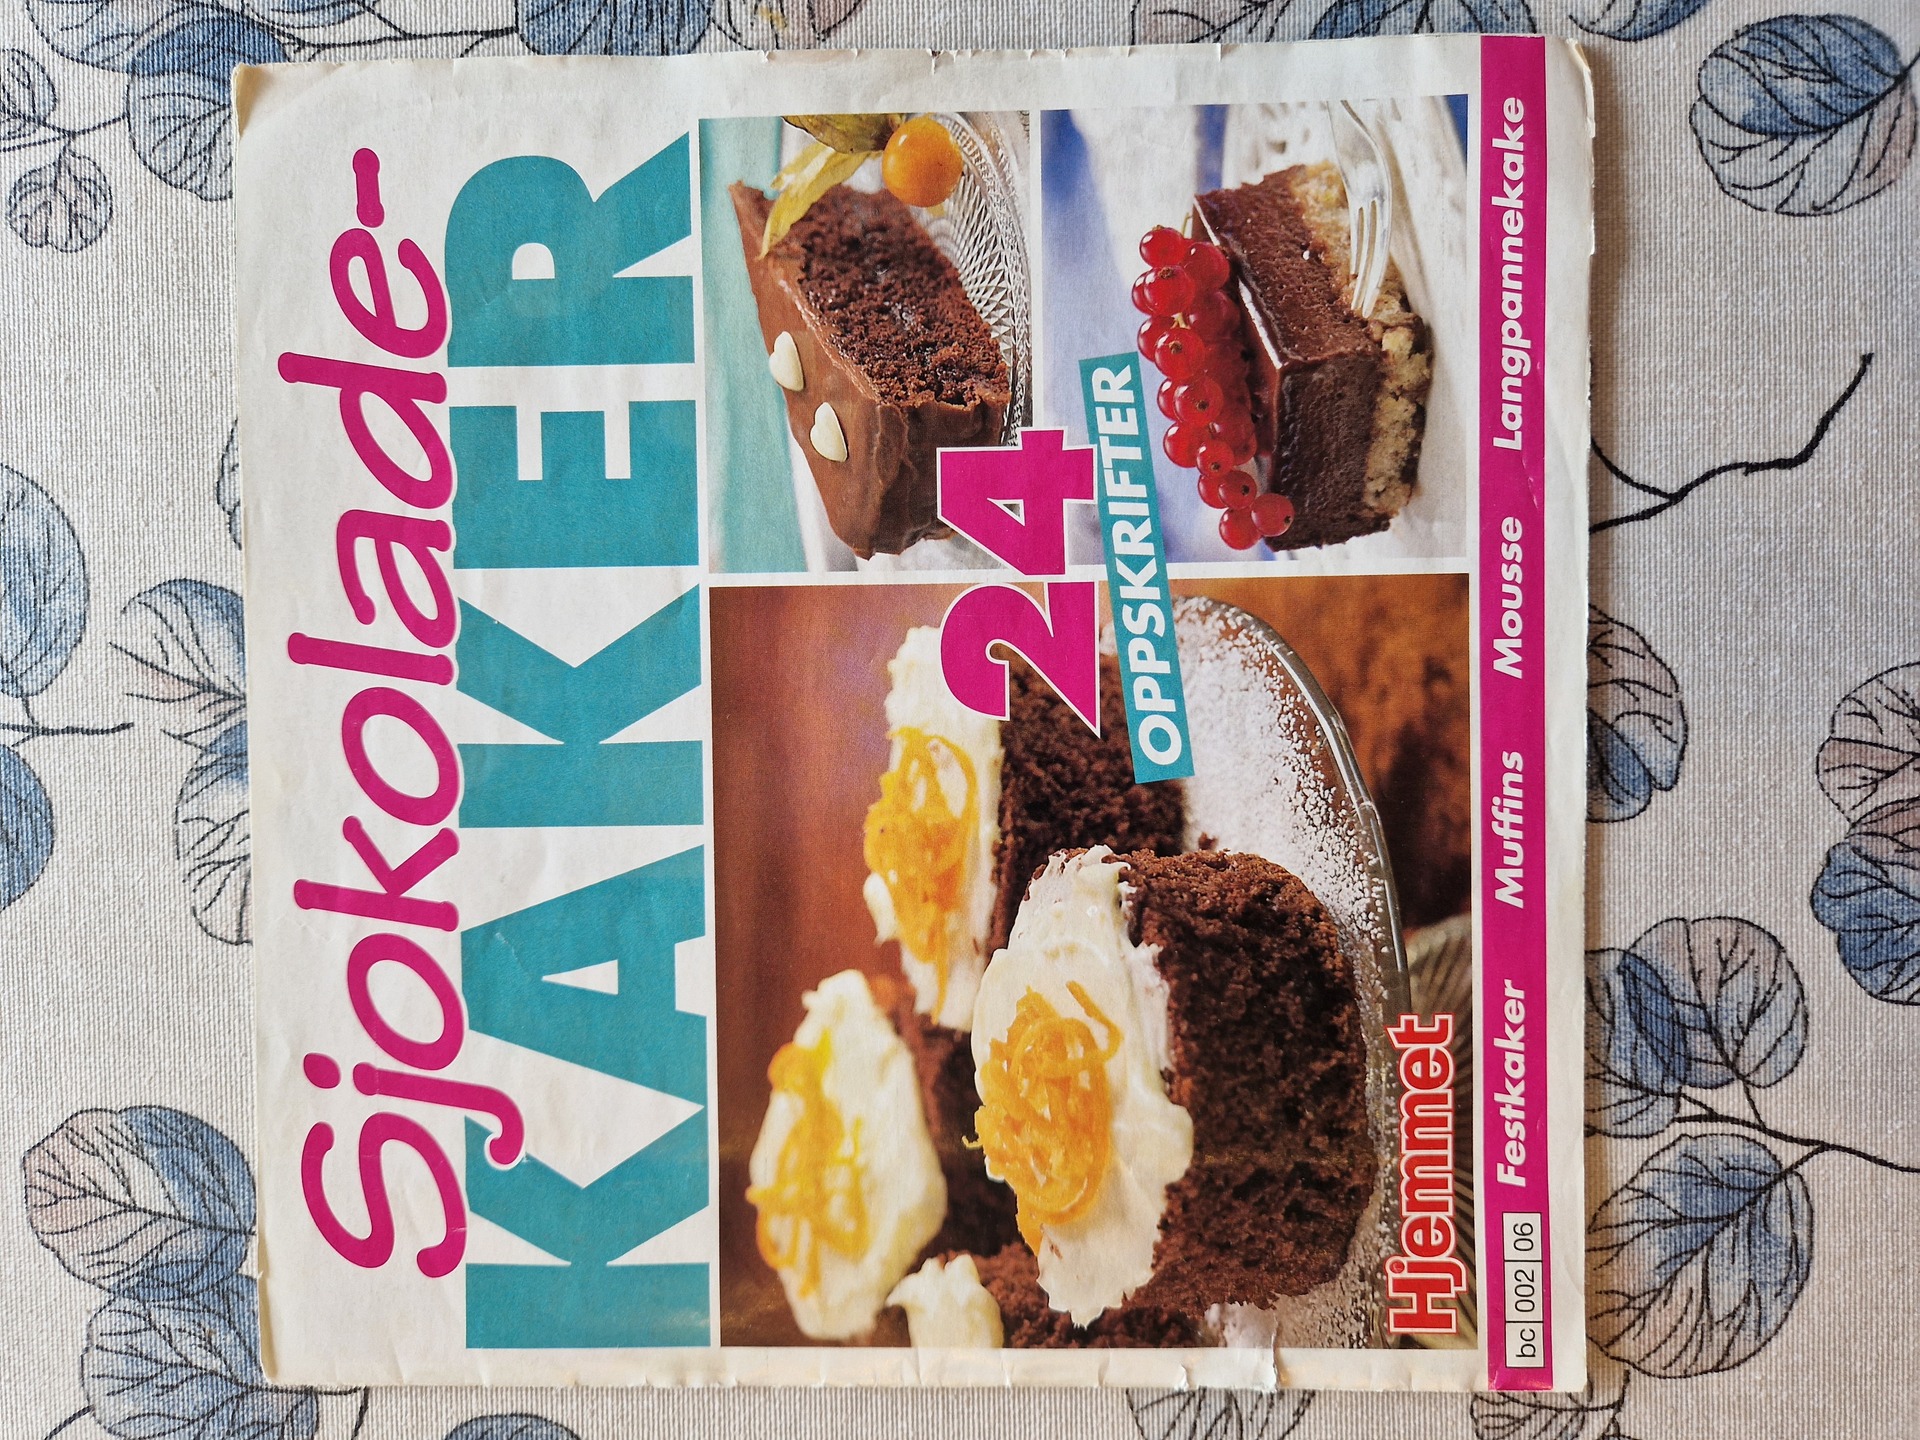 Sjokolade-
KAKER
24
OPPSKRIFTER
Hjemmet
bc 002 06
Festkaker Muffins Mousse Langpannekake